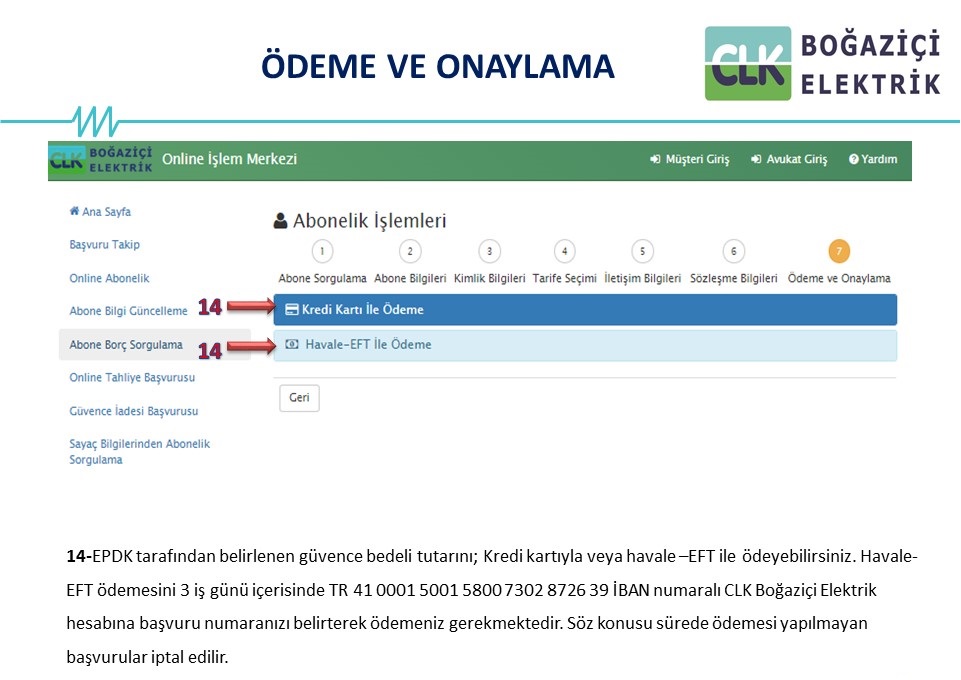 ÖDEME VE ONAYLAMA
CLK BOĞAZİÇİ
ELEKTRİK
CLK BOĞAZİÇİ
ELEKTRİK
Online İşlem Merkezi
Müşteri Giriş
Avukat Giriş
Yardım
Ana Sayfa
Başvuru Takip
Online Abonelik
Abone Bilgi Güncelleme
Abone Borç Sorgulama
Online Tahliye Başvurusu
Güvence İadesi Başvurusu
Sayaç Bilgilerinden Abonelik
Sorgulama
Abonelik İşlemleri
1 2 3 4 5 6 7
Abone Sorgulama Abone Bilgileri Kimlik Bilgileri Tarife Seçimi İletişim Bilgileri Sözleşme Bilgileri Ödeme ve Onaylama
14 Kredi Kartı İle Ödeme
14 Havale-EFT İle Ödeme
Geri
14-EPDK tarafından belirlenen güvence bedeli tutarını; Kredi kartıyla veya havale –EFT ile ödeyebilirsiniz. Havale-
EFT ödemesini 3 iş günü içerisinde TR 41 0001 5001 5800 7302 8726 39 İBAN numaralı CLK Boğaziçi Elektrik
hesabına başvuru numaranızı belirterek ödemeniz gerekmektedir. Söz konusu sürede ödemesi yapılmayan
başvurular iptal edilir.